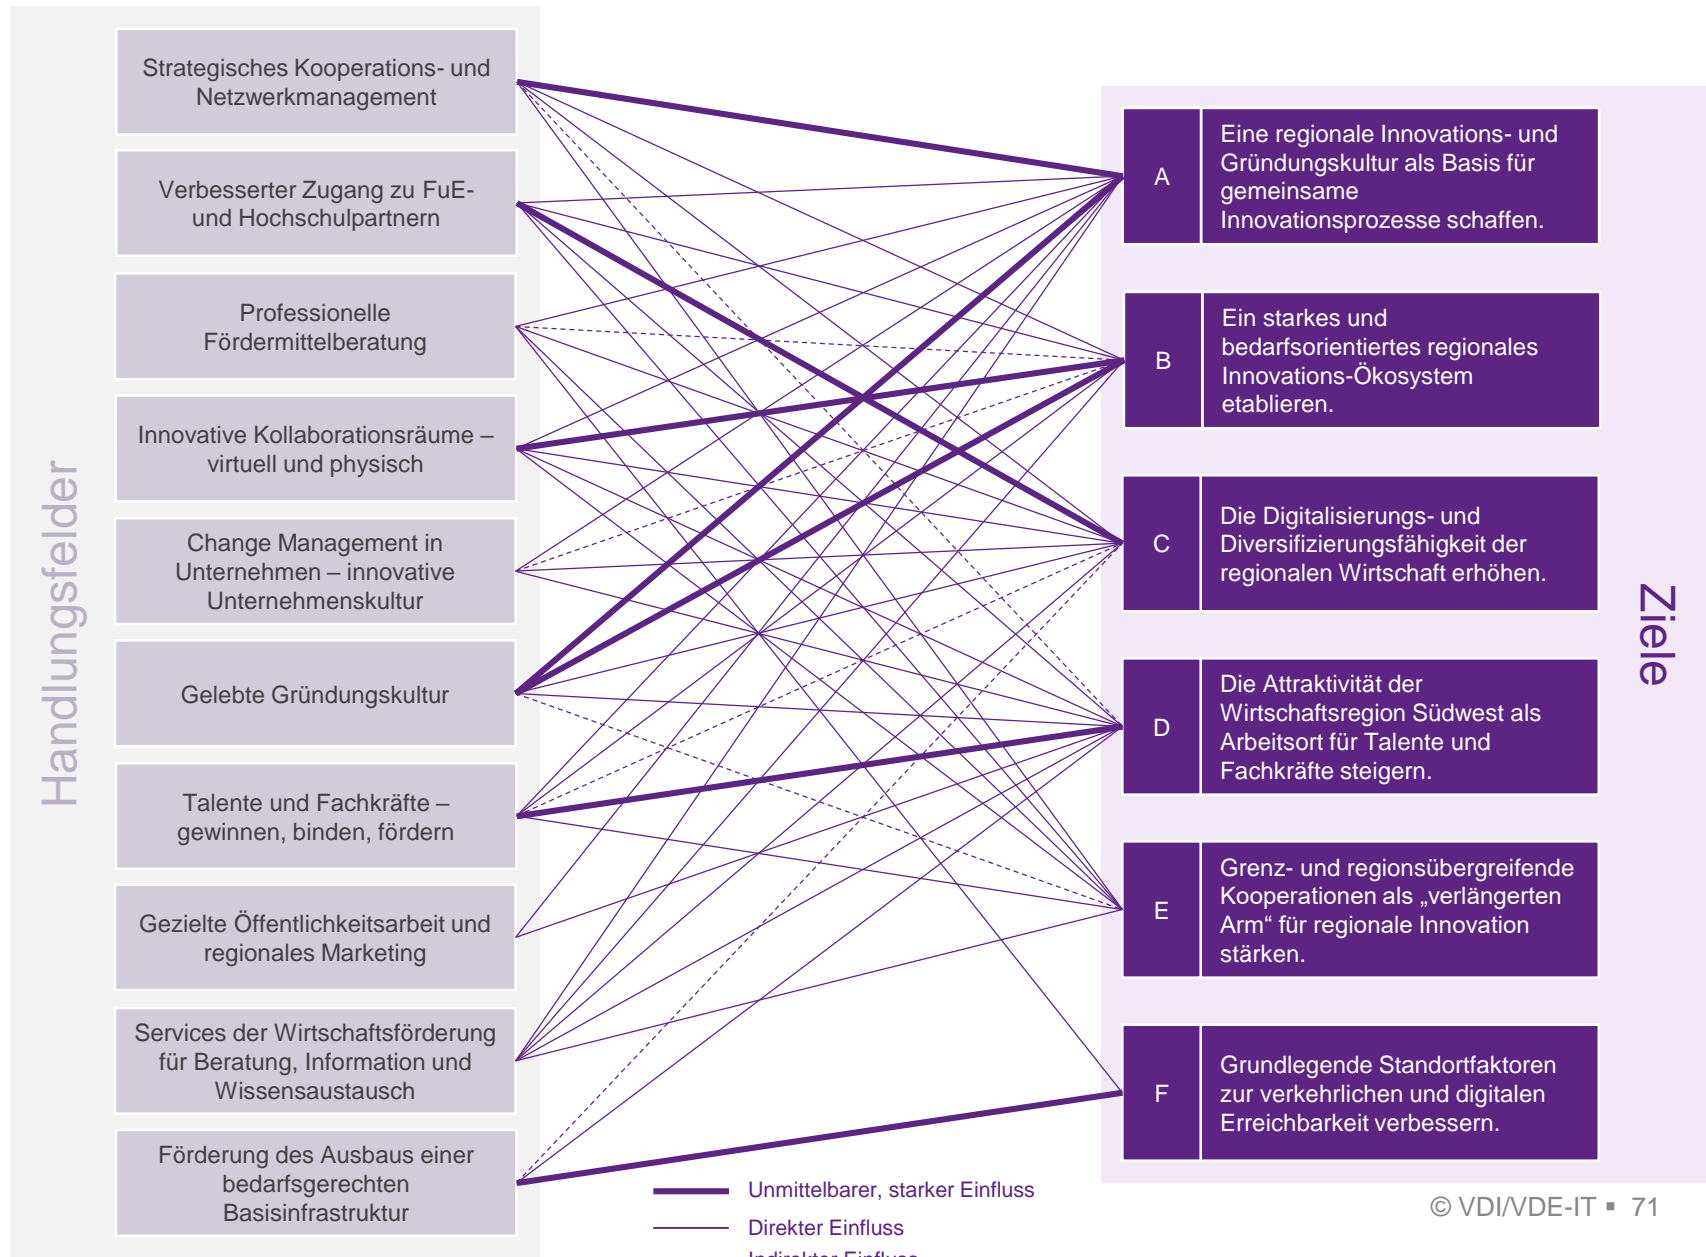 Handlungsfelder
Strategisches Kooperations- und
Netzwerkmanagement
Verbesserter Zugang zu FuE-
und Hochschulpartnern
Professionelle
Fördermittelberatung
Innovative Kollaborationsräume –
virtuell und physisch
Change Management in
Unternehmen – innovative
Unternehmenskultur
Gelebte Gründungskultur
Talente und Fachkräfte –
gewinnen, binden, fördern
Gezielte Öffentlichkeitsarbeit und
regionales Marketing
Services der Wirtschaftsförderung
für Beratung, Information und
Wissensaustausch
Förderung des Ausbaus einer
bedarfsgerechten
Basisinfrastruktur
Ziele
A
Eine regionale Innovations- und
Gründungskultur als Basis für
gemeinsame
Innovationsprozesse schaffen.
B
Ein starkes und
bedarfsorientiertes regionales
Innovations-Ökosystem
etablieren.
C
Die Digitalisierungs- und
Diversifizierungsfähigkeit der
regionalen Wirtschaft erhöhen.
D
Die Attraktivität der
Wirtschaftsregion Südwest als
Arbeitsort für Talente und
Fachkräfte steigern.
E
Grenz- und regionsübergreifende
Kooperationen als „verlängerten
Arm“ für regionale Innovation
stärken.
F
Grundlegende Standortfaktoren
zur verkehrlichen und digitalen
Erreichbarkeit verbessern.
Unmittelbarer, starker Einfluss
Direkter Einfluss
Indirekter Einfluss
© VDI/VDE-IT ▪ 71